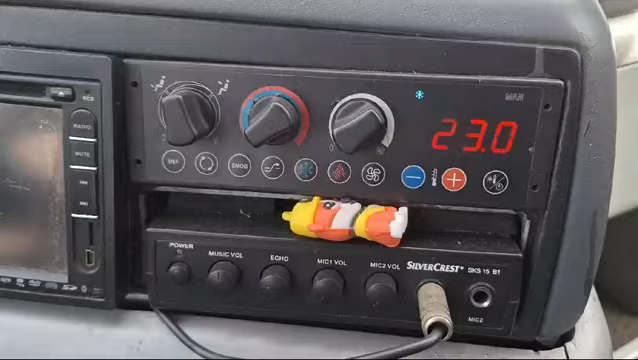 RADIO
MUTE
MAN
23.0
DEF
SMOG
POWER
MUSIC VOL
ECHO
MIC1 VOL
MIC2 VOL
SILVERCREST®
SKS 15 B1
MIC2